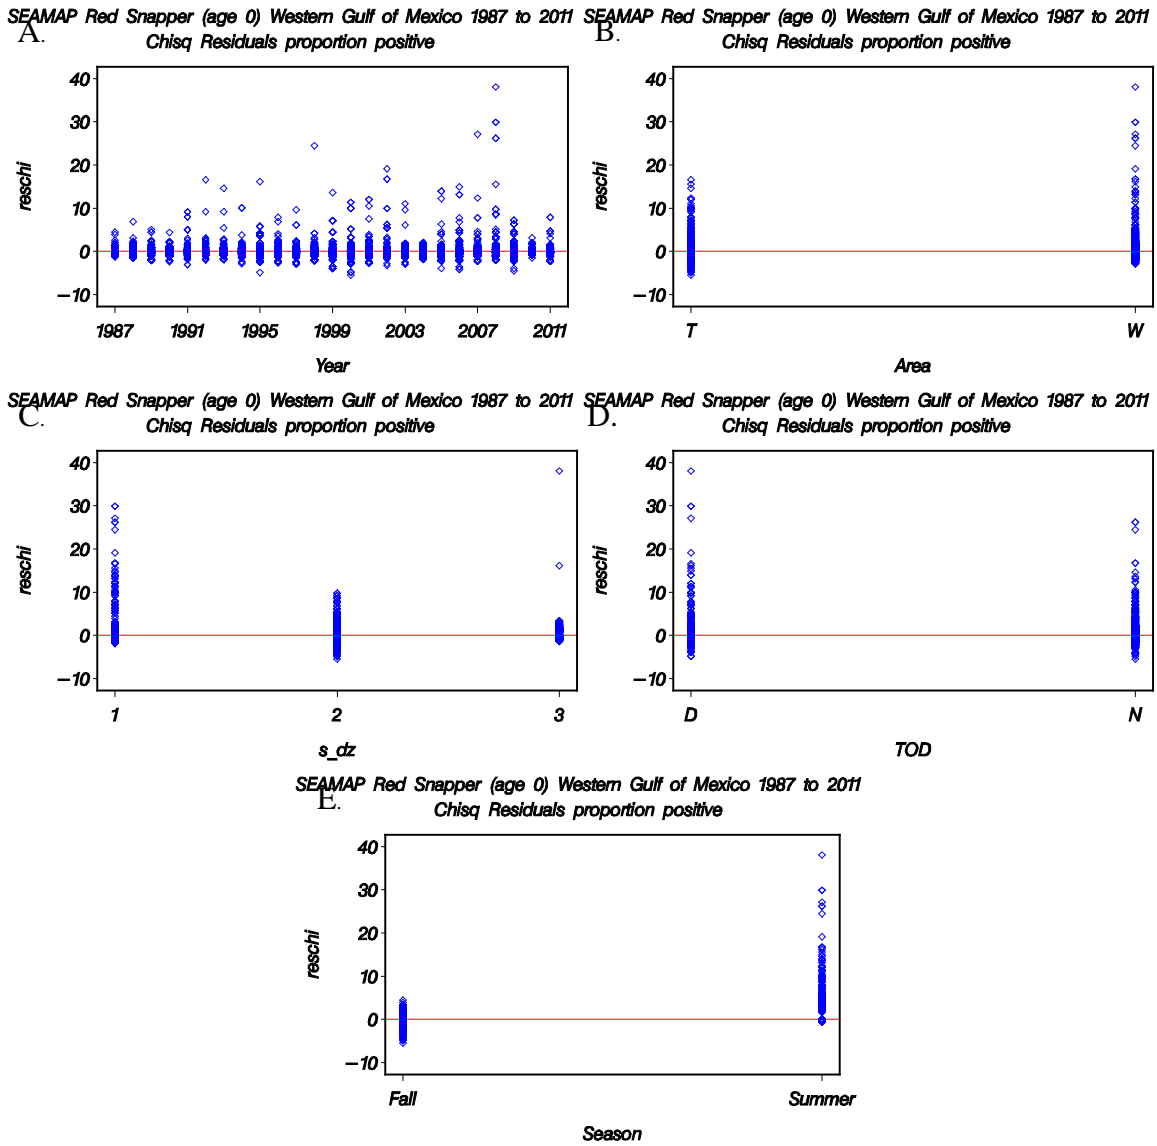 SEAMAP Red Snapper (age 0) Western Gulf of Mexico 1987 to 2011
A.
Chisq Residuals proportion positive
40
30
20
10
0
−10
reschi
1987 1991 1995 1999 2003 2007 2011
Year
SEAMAP Red Snapper (age 0) Western Gulf of Mexico 1987 to 2011
B.
Chisq Residuals proportion positive
40
30
20
10
0
−10
reschi
T W
Area
SEAMAP Red Snapper (age 0) Western Gulf of Mexico 1987 to 2011
C.
Chisq Residuals proportion positive
40
30
20
10
0
−10
reschi
1 2 3
s_dz
SEAMAP Red Snapper (age 0) Western Gulf of Mexico 1987 to 2011
D.
Chisq Residuals proportion positive
40
30
20
10
0
−10
reschi
D N
TOD
SEAMAP Red Snapper (age 0) Western Gulf of Mexico 1987 to 2011
E.
Chisq Residuals proportion positive
40
30
20
10
0
−10
reschi
Fall Summer
Season